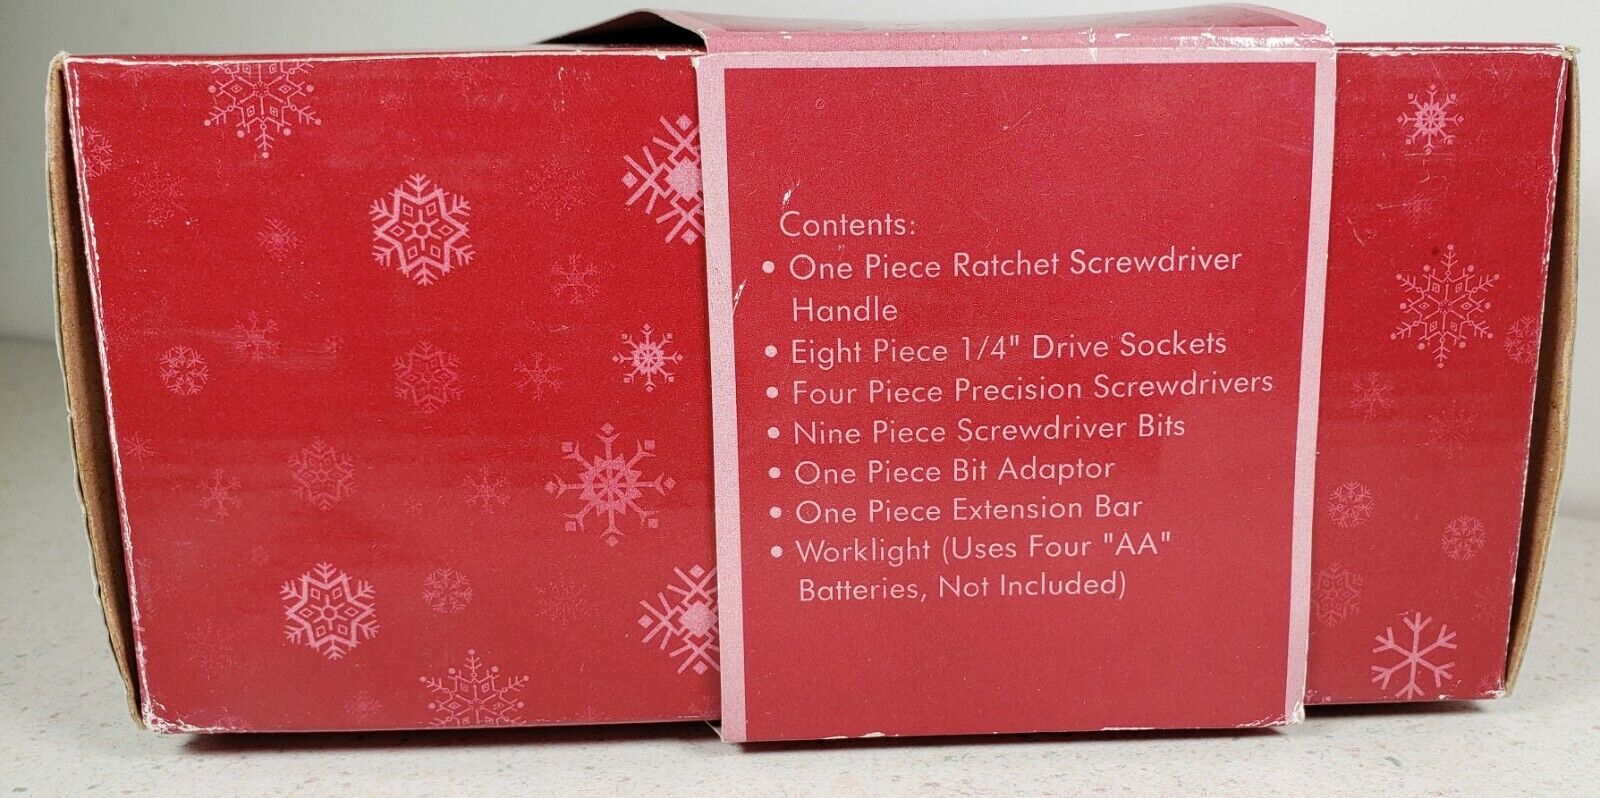 Contents:
• One Piece Ratchet Screwdriver
Handle
• Eight Piece 1/4" Drive Sockets
• Four Piece Precision Screwdrivers
• Nine Piece Screwdriver Bits
• One Piece Bit Adaptor
• One Piece Extension Bar
• Worklight (Uses Four "AA"
Batteries, Not Included)